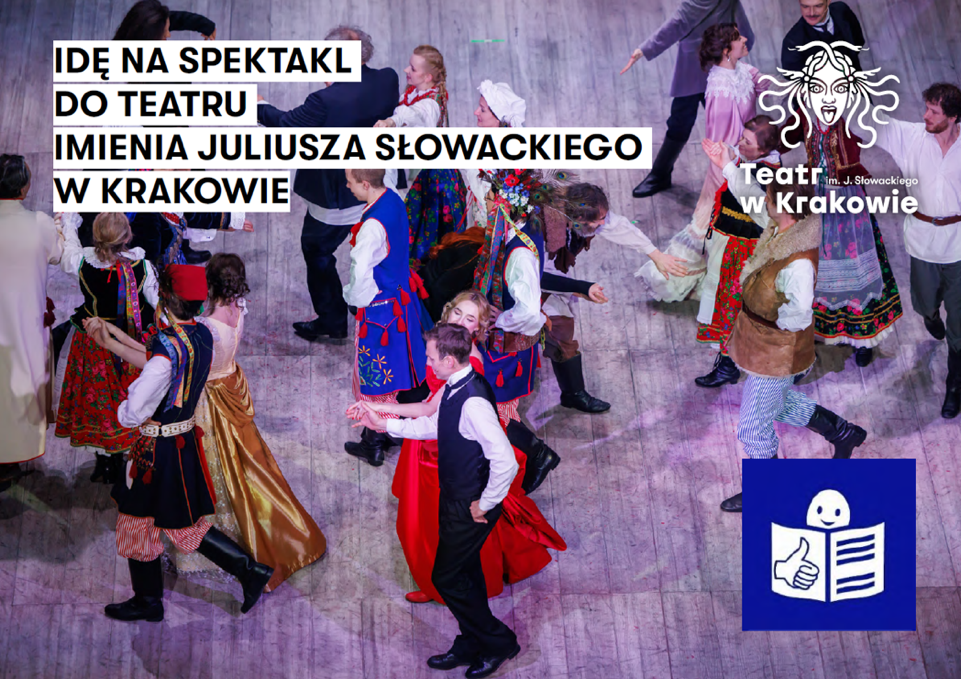 IDĘ NA SPEKTAKL
DO TEATRU
IMIENIA JULIUSZA SŁOWACKIEGO
W KRAKOWIE
Teatr im. J. Słowackiego
w Krakowie